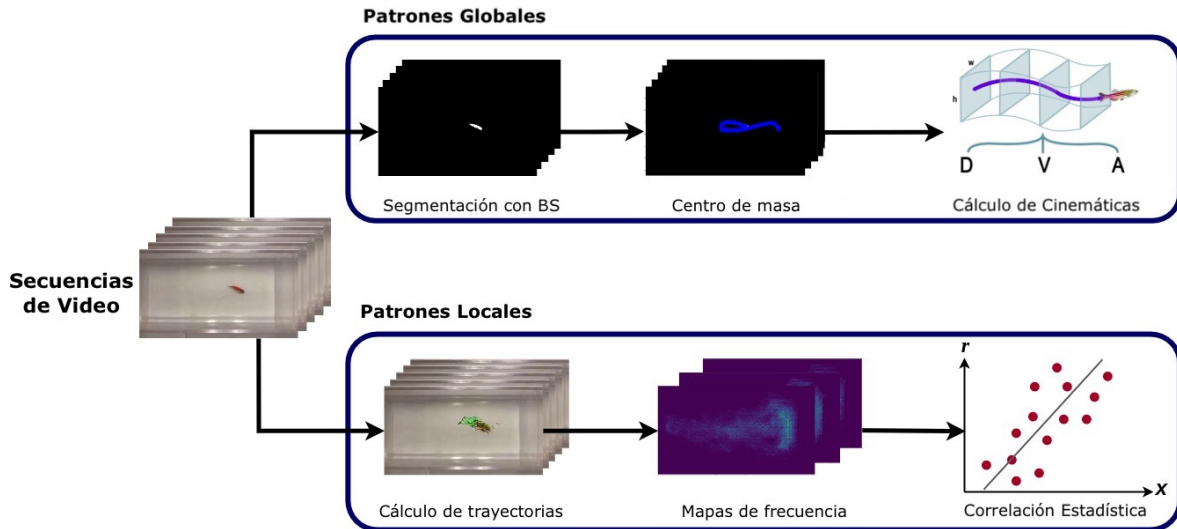 Patrones Globales
w
h
D V A
Segmentación con BS
Centro de masa
Cálculo de Cinemáticas
Secuencias
de Video
Patrones Locales
r
X
Cálculo de trayectorias
Mapas de frecuencia
Correlación Estadística